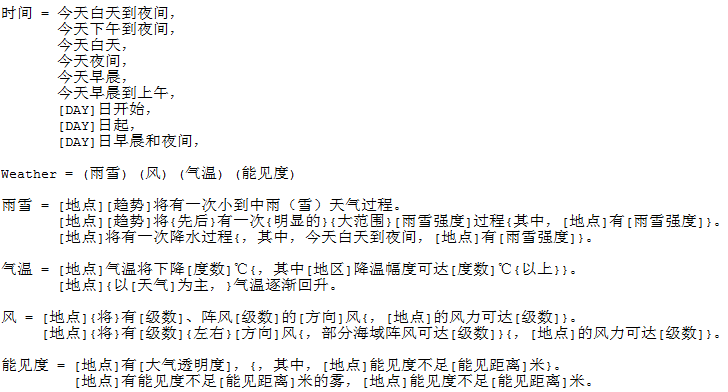 时间 = 今天白天到夜间，
今天下午到夜间，
今天白天，
今天夜间，
今天早晨，
今天早晨到上午，
[DAY]日开始，
[DAY]日起，
[DAY]日早晨和夜间，
Weather = (雨雪) (风) (气温) (能见度)
雨雪 = [地点][趋势]将有一次小到中雨（雪）天气过程。
[地点][趋势]将{先后}有一次{明显的}{大范围}[雨雪强度]过程{其中，[地点]有[雨雪强度]}。
[地点]将有一次降水过程{，其中，今天白天到夜间，[地点]有[雨雪强度]}。
气温 = [地点]气温将下降[度数]℃{，其中[地区]降温幅度可达[度数]℃{以上}}。
[地点]{以[天气]为主，}气温逐渐回升。
风 = [地点]{将}有[级数]、阵风[级数]的[方向]风{，[地点]的风力可达[级数]}。
[地点]{将}有[级数]{左右}[方向]风{，部分海域阵风可达[级数]}{，[地点]的风力可达[级数]}。
能见度 = [地点]有[大气透明度]，{，其中，[地点]能见度不足[能见距离]米}。
[地点]有能见度不足[能见距离]米的雾，[地点]能见度不足[能见距离]米。